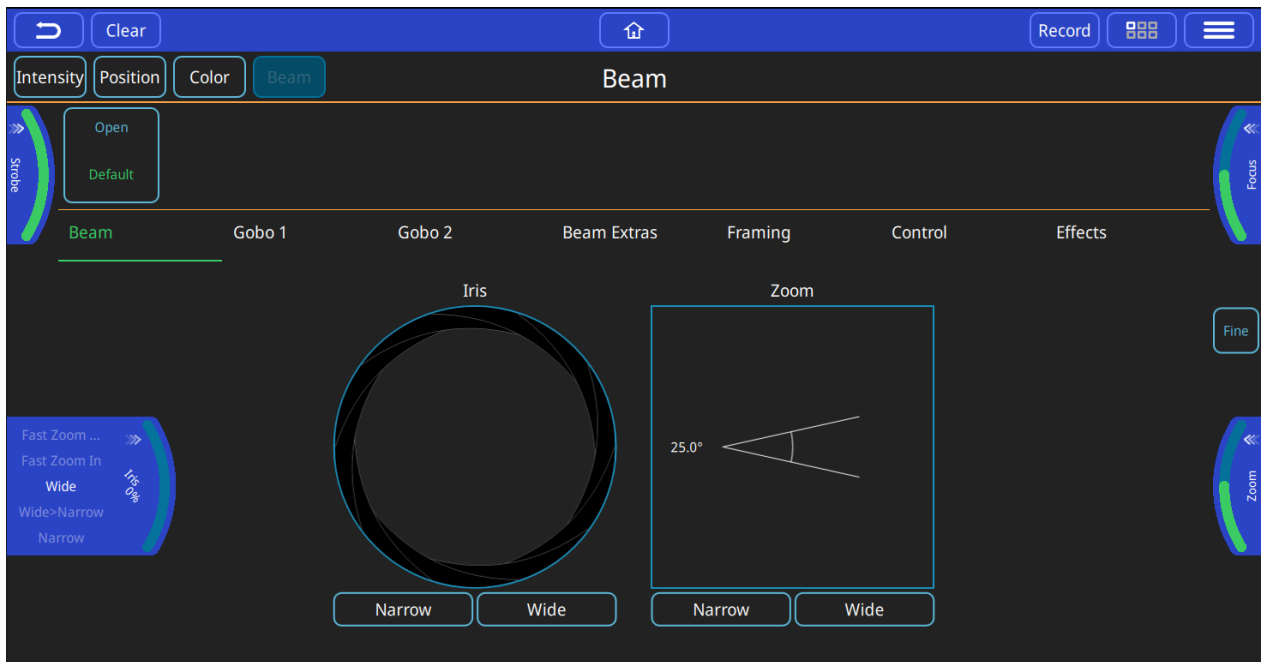 Clear
Record
Intensity
Position
Color
Beam
Beam
Open
Default
Strobe
Focus
Beam
Gobo 1
Gobo 2
Beam Extras
Framing
Control
Effects
Iris
Zoom
Fine
25.0°
Fast Zoom ...
Fast Zoom In
Wide
Wide>Narrow
Narrow
Iris
0%
Zoom
Narrow
Wide
Narrow
Wide